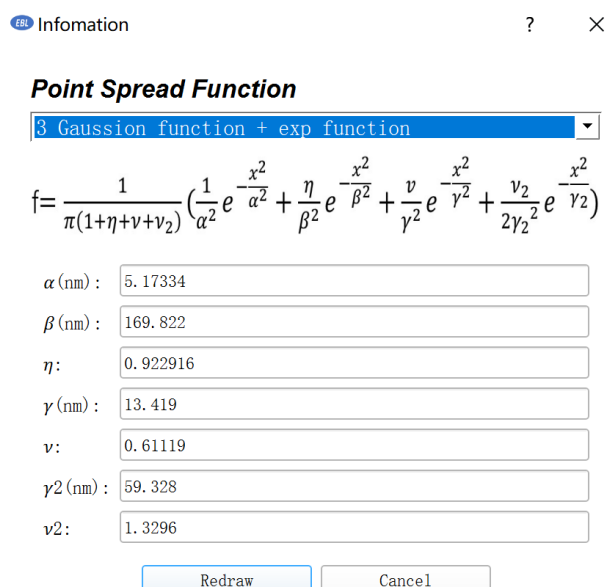 EBL Infomation ? ×
Point Spread Function
3 Gaussion function + exp function
f= 1/π(1+η+ν+ν₂) (1/α² e^(-x²/α²) + η/β² e^(-x²/β²) + ν/γ² e^(-x²/γ²) + ν₂/2γ₂² e^(-x²/γ₂))
α(nm): 5.17334
β(nm): 169.822
η: 0.922916
γ(nm): 13.419
ν: 0.61119
γ2(nm): 59.328
ν2: 1.3296
Redraw Cancel